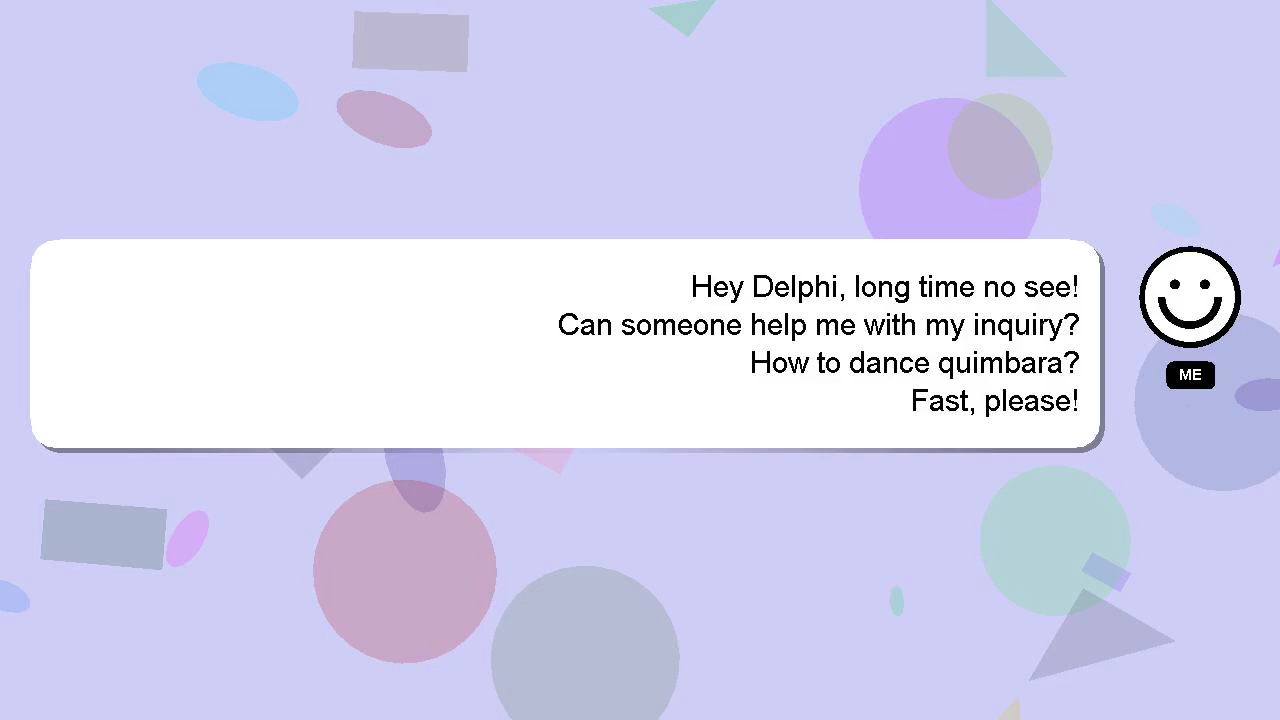 Hey Delphi, long time no see!
Can someone help me with my inquiry?
How to dance quimbara?
Fast, please!
ME